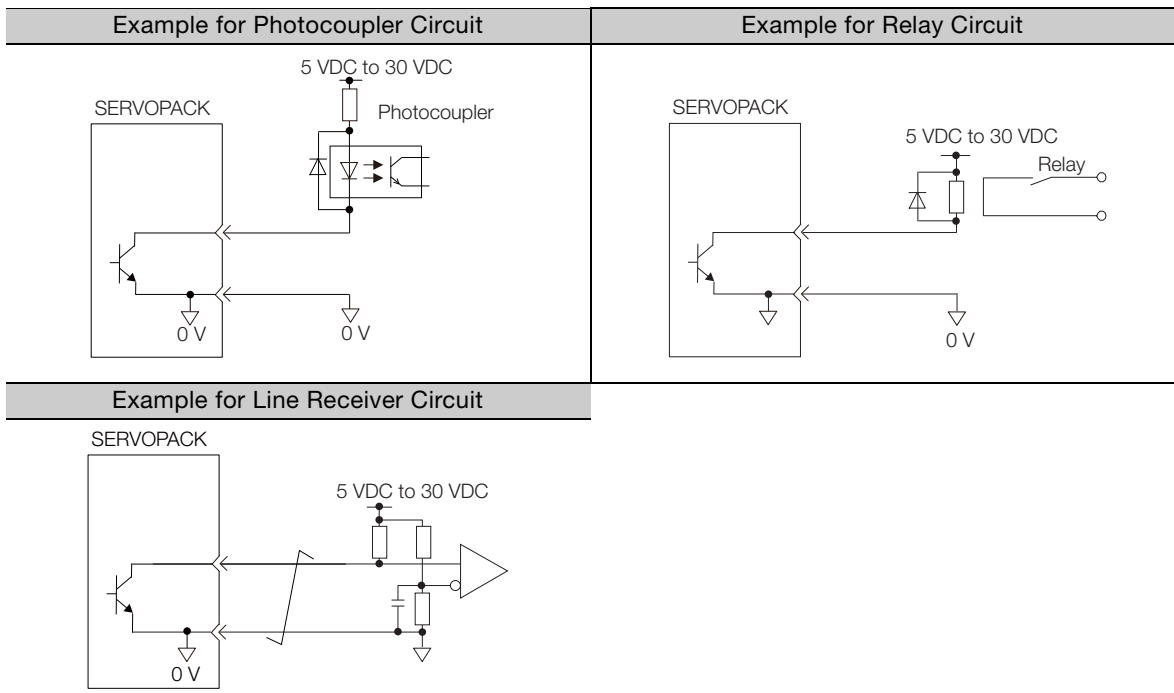 Example for Photocoupler Circuit
Example for Relay Circuit
5 VDC to 30 VDC
SERVOPACK
Photocoupler
0 V
0 V
SERVOPACK
5 VDC to 30 VDC
Relay
0 V
Example for Line Receiver Circuit
SERVOPACK
5 VDC to 30 VDC
0 V